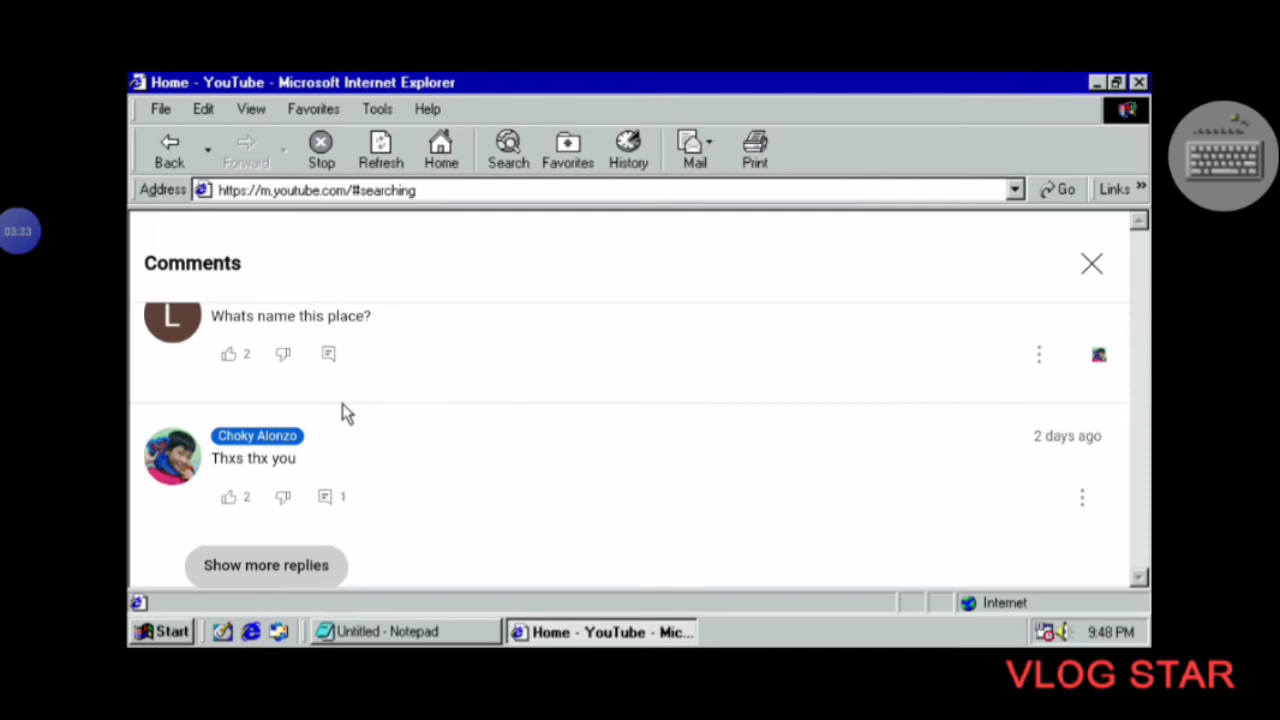 Home - YouTube - Microsoft Internet Explorer
File Edit View Favorites Tools Help
Back Forward Stop Refresh Home Search Favorites History Mail Print
Address https://m.youtube.com/#searching Go Links »
03:33
Comments
L Whats name this place?
2
Choky Alonzo 2 days ago
Thxs thx you
2 1
Show more replies
Internet
Start Untitled - Notepad Home - YouTube - Mic... 9:48 PM
VLOG STAR